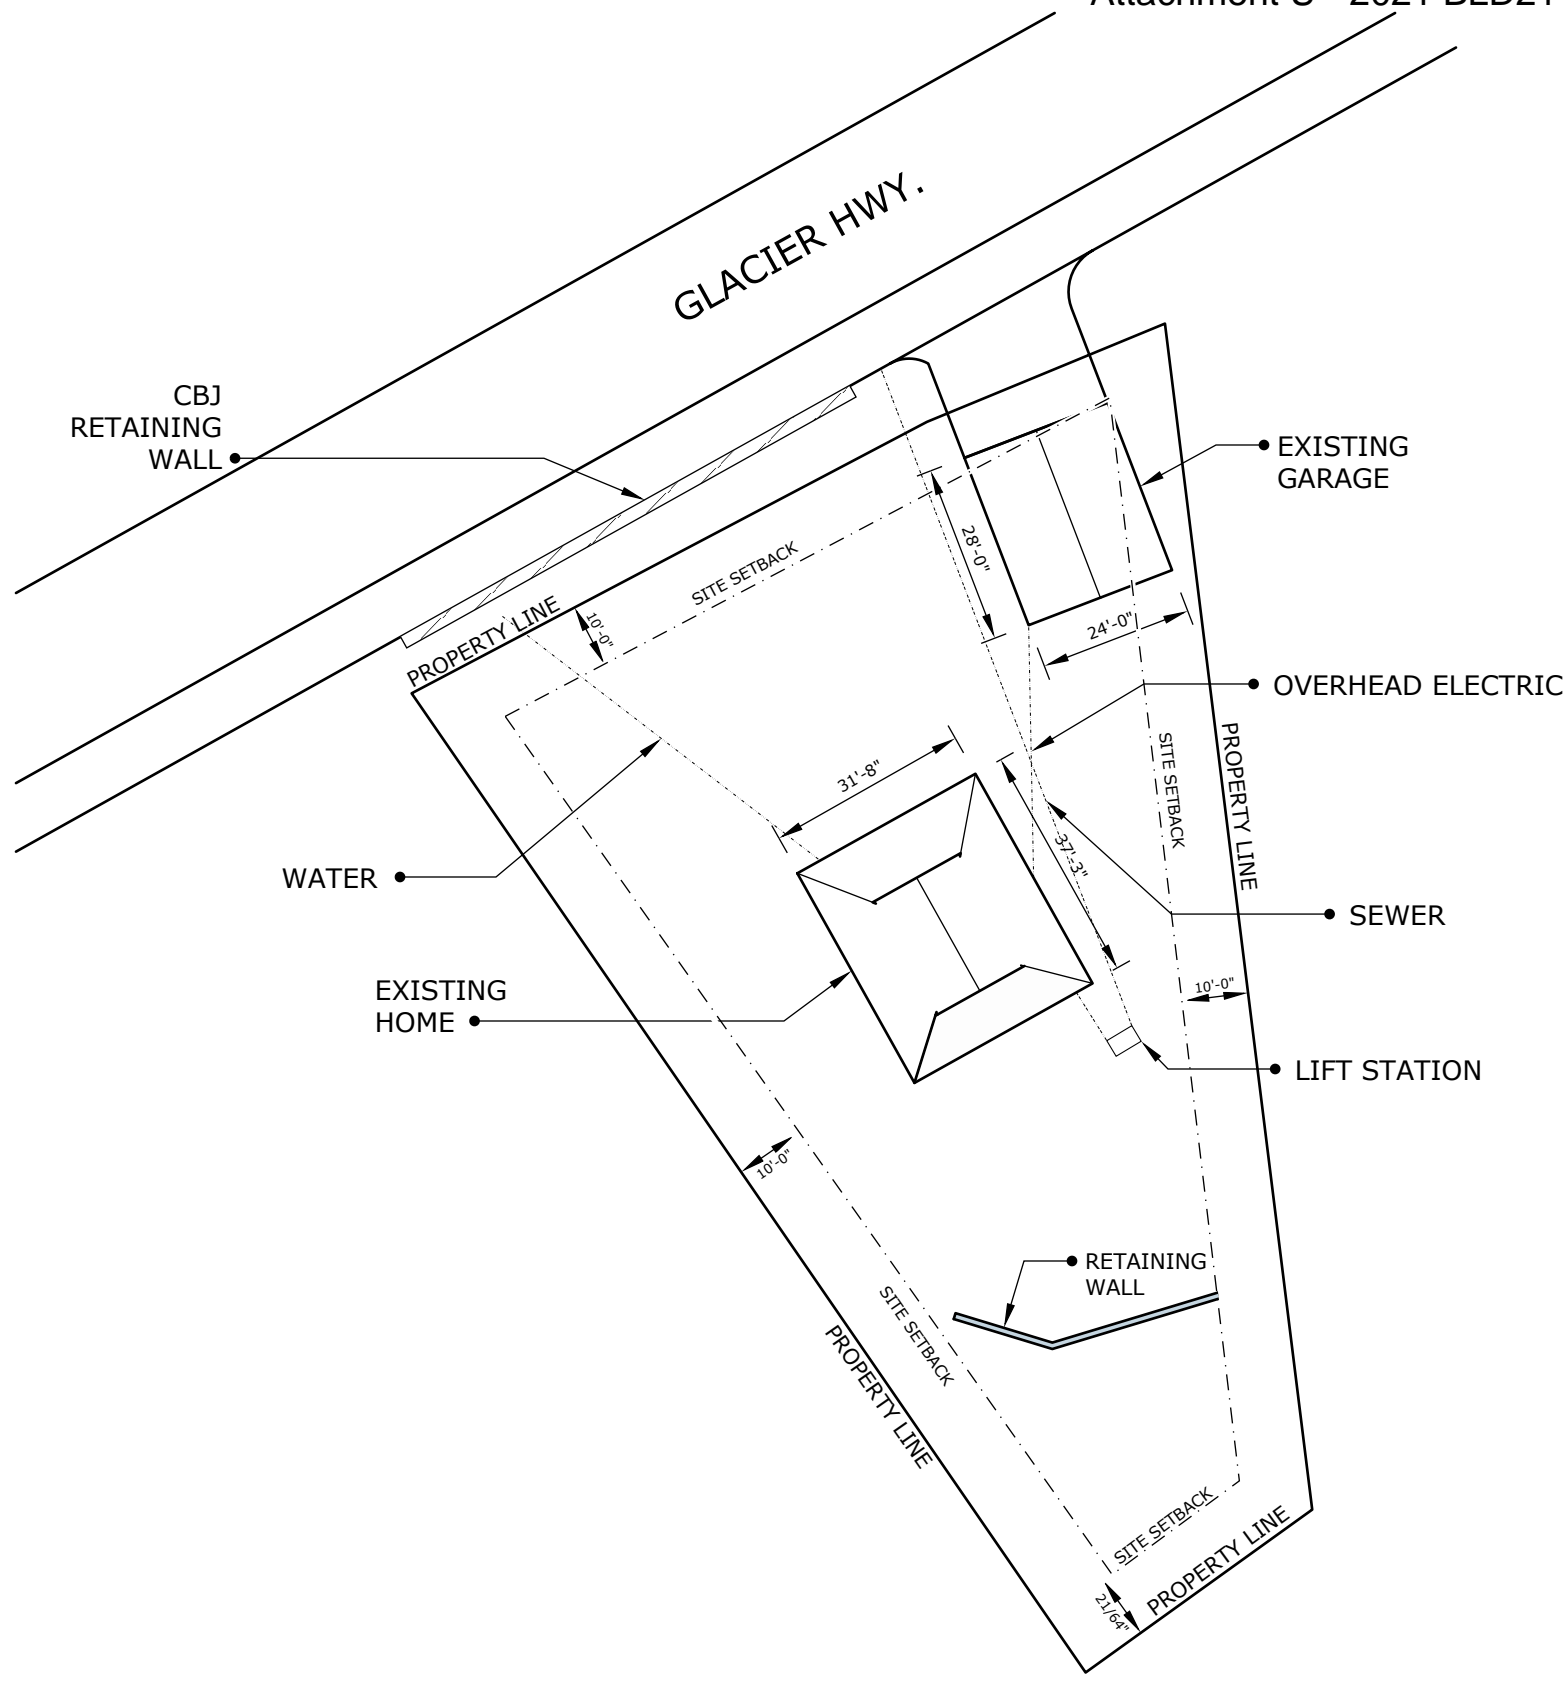 GLACIER HWY.
CBJ
RETAINING
WALL
EXISTING
GARAGE
28'-0"
SITE SETBACK
PROPERTY LINE
10'-0"
24'-0"
OVERHEAD ELECTRIC
31'-8"
SITE SETBACK
PROPERTY LINE
37'-3"
WATER
SEWER
EXISTING
HOME
10'-0"
LIFT STATION
10'-0"
RETAINING
WALL
SITE SETBACK
PROPERTY LINE
SITE SETBACK
PROPERTY LINE
21/64"